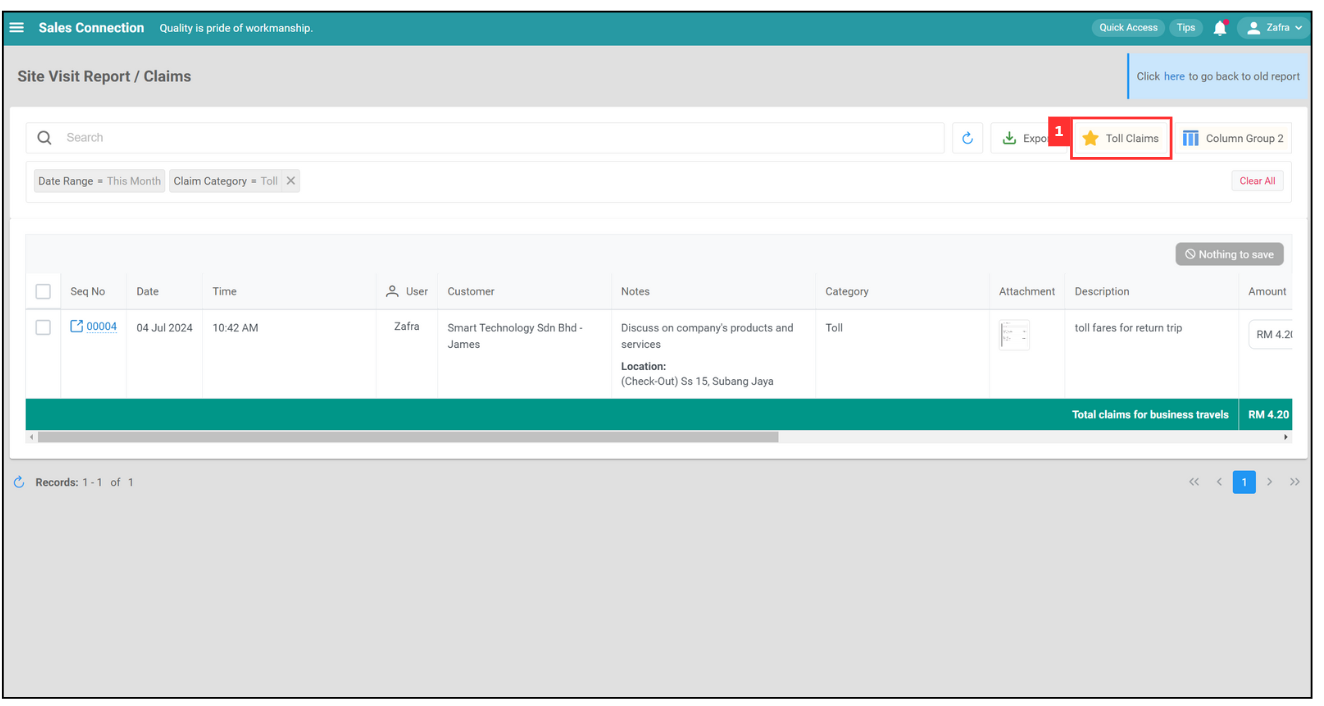 Sales Connection Quality is pride of workmanship. Quick Access Tips Zafra
Site Visit Report / Claims
Click here to go back to old report
Search
1 Toll Claims Column Group 2
Date Range = This Month Claim Category = Toll Clear All
Nothing to save
Seq No Date Time User Customer Notes Category Attachment Description Amount
00004 04 Jul 2024 10:42 AM Zafra Smart Technology Sdn Bhd - Discuss on company's products and Toll toll fares for return trip RM 4.20
James services
Location:
(Check-Out) Ss 15, Subang Jaya
Total claims for business travels RM 4.20
Records: 1 - 1 of 1 << < 1 > >>